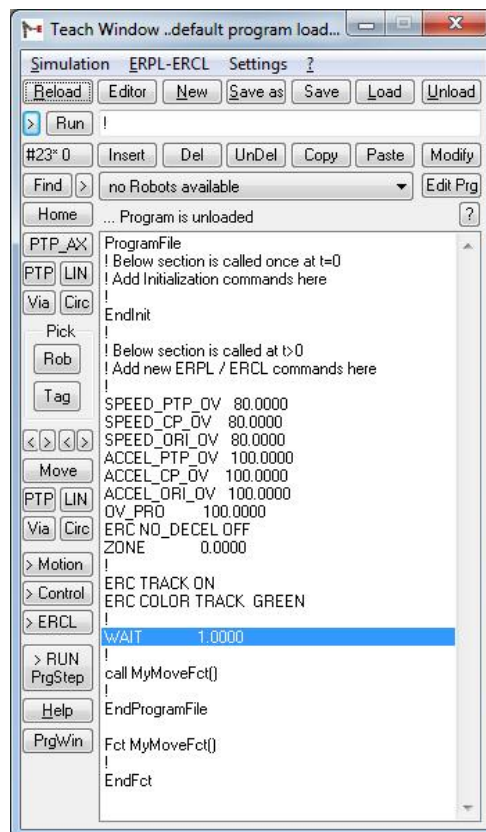 Teach Window ..default program load...
Simulation ERPL-ERCL Settings ?
Reload Editor New Save as Save Load Unload
> Run !
#23* 0 Insert Del UnDel Copy Paste Modify
Find > no Robots available Edit Prg
Home ... Program is unloaded ?
PTP_AX
PTP LIN
Via Circ
Pick
Rob
Tag
< > < >
Move
PTP LIN
Via Circ
> Motion
> Control
> ERCL
> RUN
PrgStep
Help
PrgWin
ProgramFile
! Below section is called once at t=0
! Add Initialization commands here
!
EndInit
!
! Below section is called at t>0
! Add new ERPL / ERCL commands here
!
SPEED_PTP_OV 80.0000
SPEED_CP_OV 80.0000
SPEED_ORI_OV 80.0000
ACCEL_PTP_OV 100.0000
ACCEL_CP_OV 100.0000
ACCEL_ORI_OV 100.0000
OV_PRO 100.0000
ERC NO_DECEL OFF
ZONE 0.0000
!
ERC TRACK ON
ERC COLOR TRACK GREEN
!
WAIT 1.0000
!
call MyMoveFct()
!
EndProgramFile
Fct MyMoveFct()
!
EndFct